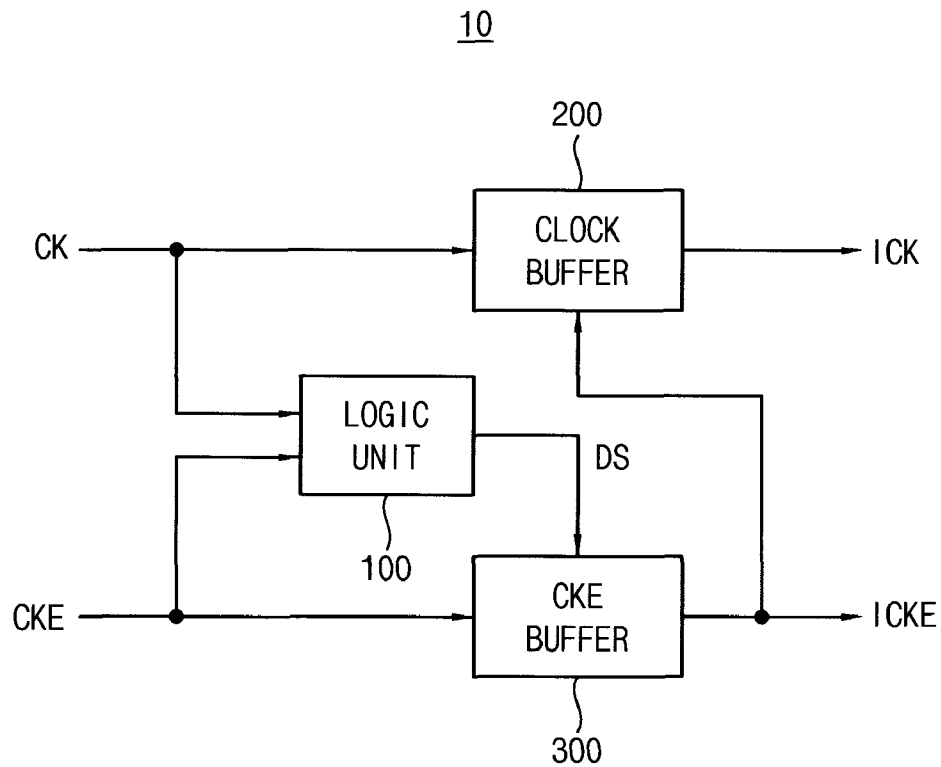 10
200
CK
CLOCK
BUFFER
ICK
LOGIC
UNIT
DS
100
CKE
CKE
BUFFER
ICKE
300